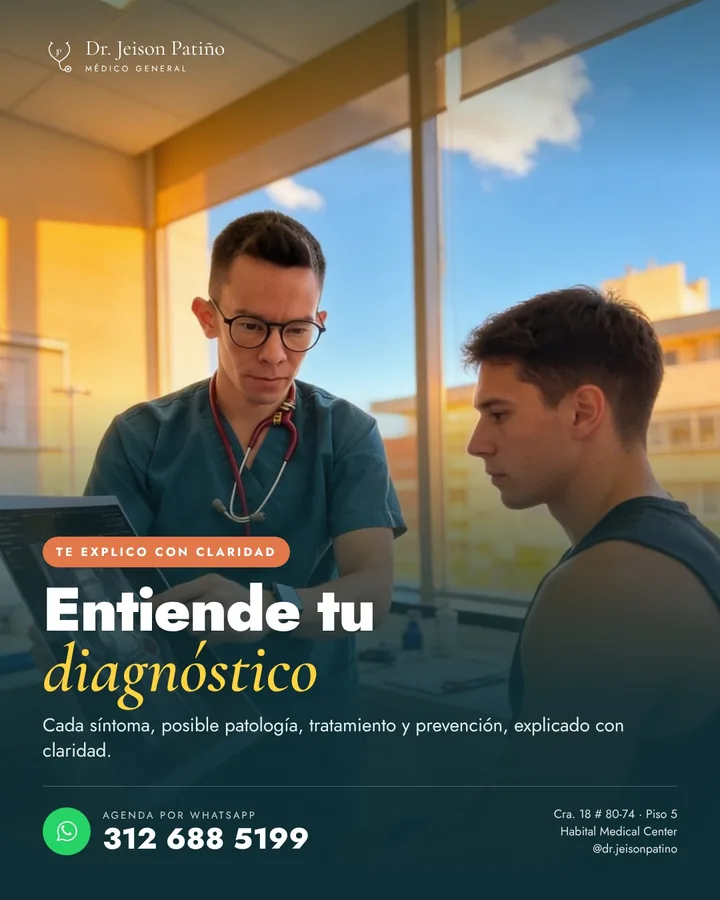 Dr. Jeison Patiño
MÉDICO GENERAL
TE EXPLICO CON CLARIDAD
Entiende tu
diagnóstico
Cada síntoma, posible patología, tratamiento y prevención, explicado con
claridad.
AGENDA POR WHATSAPP
312 688 5199
Cra. 18 # 80-74 · Piso 5
Habital Medical Center
@dr.jeisonpatino